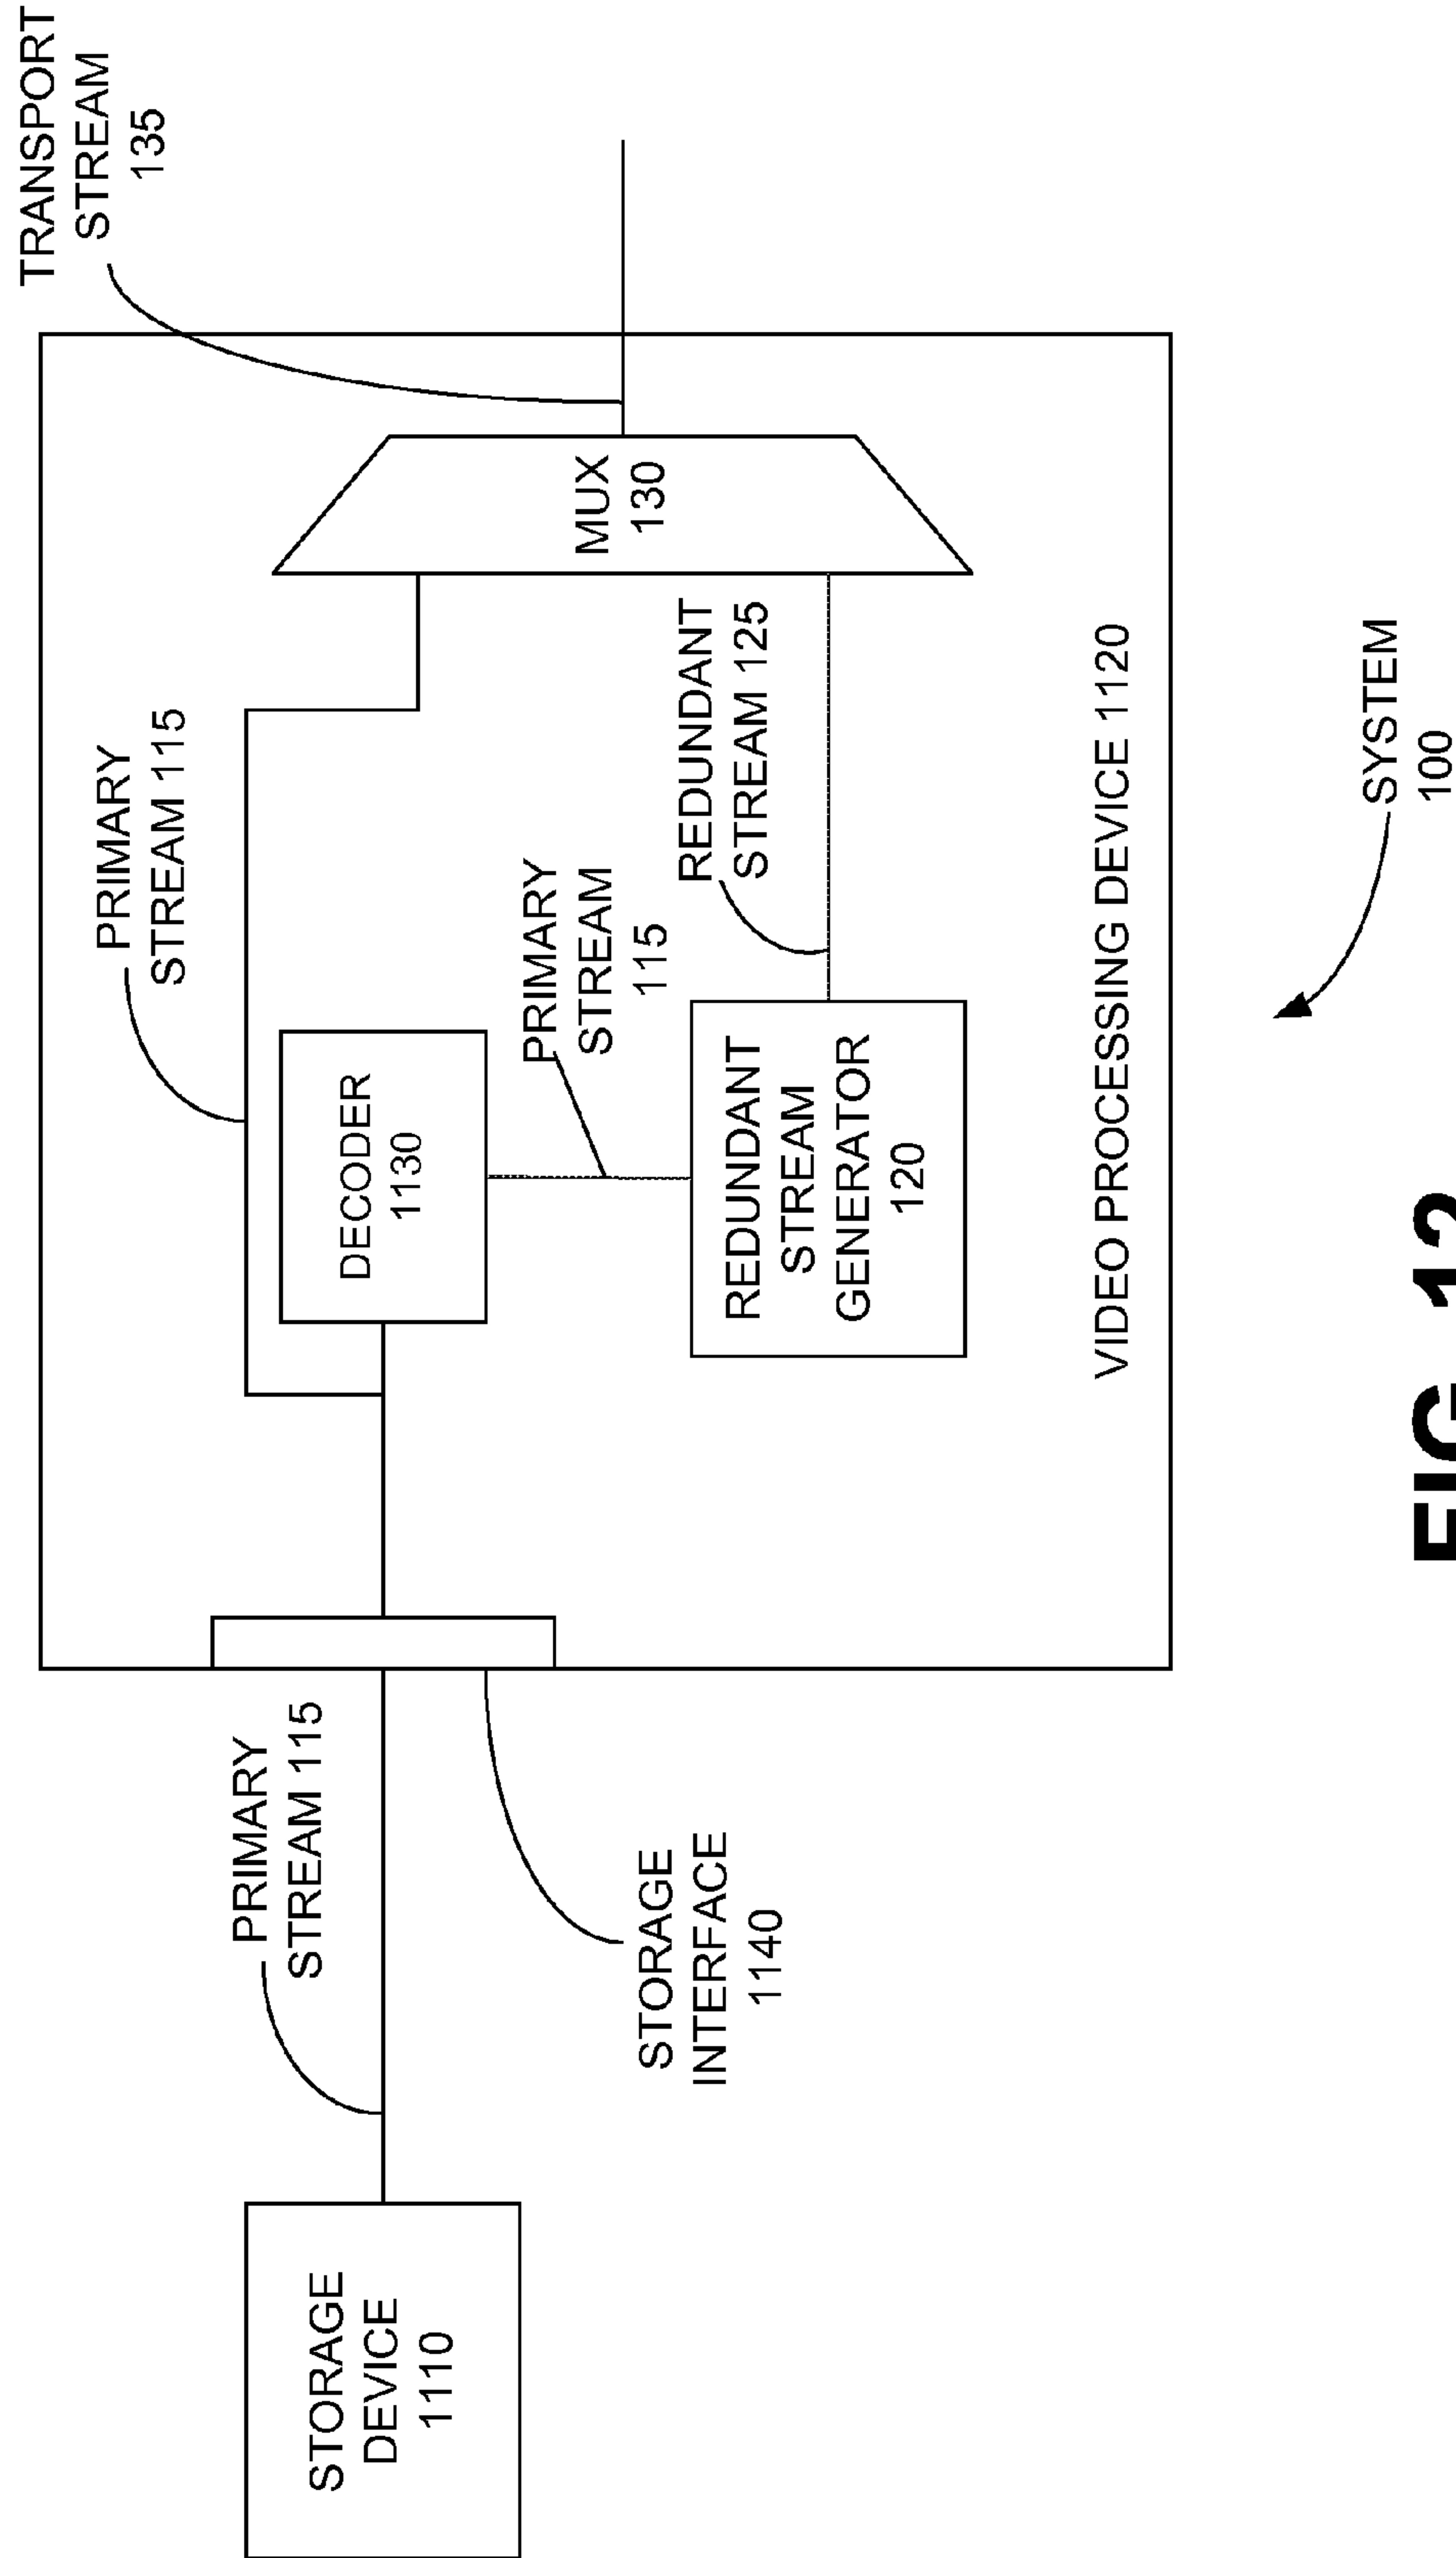 TRANSPORT
STREAM
135
PRIMARY
STREAM 115
PRIMARY
STREAM 115
STORAGE
DEVICE
1110
DECODER
1130
PRIMARY
STREAM
115
MUX
130
STORAGE
INTERFACE
1140
REDUNDANT
STREAM 125
REDUNDANT
STREAM
GENERATOR
120
VIDEO PROCESSING DEVICE 1120
SYSTEM
100
FIG. 12